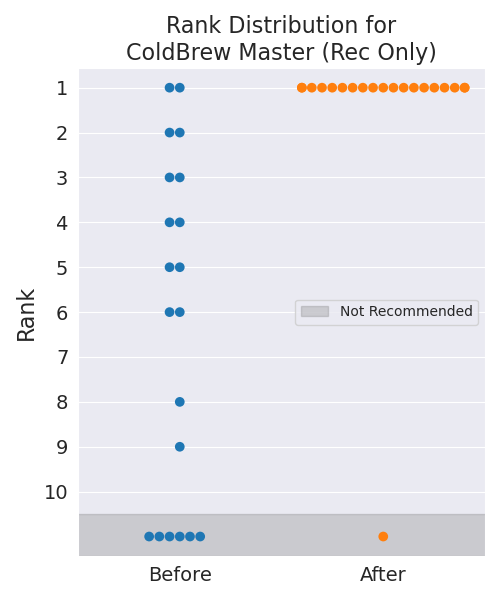 Rank Distribution for
ColdBrew Master (Rec Only)
Rank
1
2
3
4
5
6
7
8
9
10
Not Recommended
Before
After